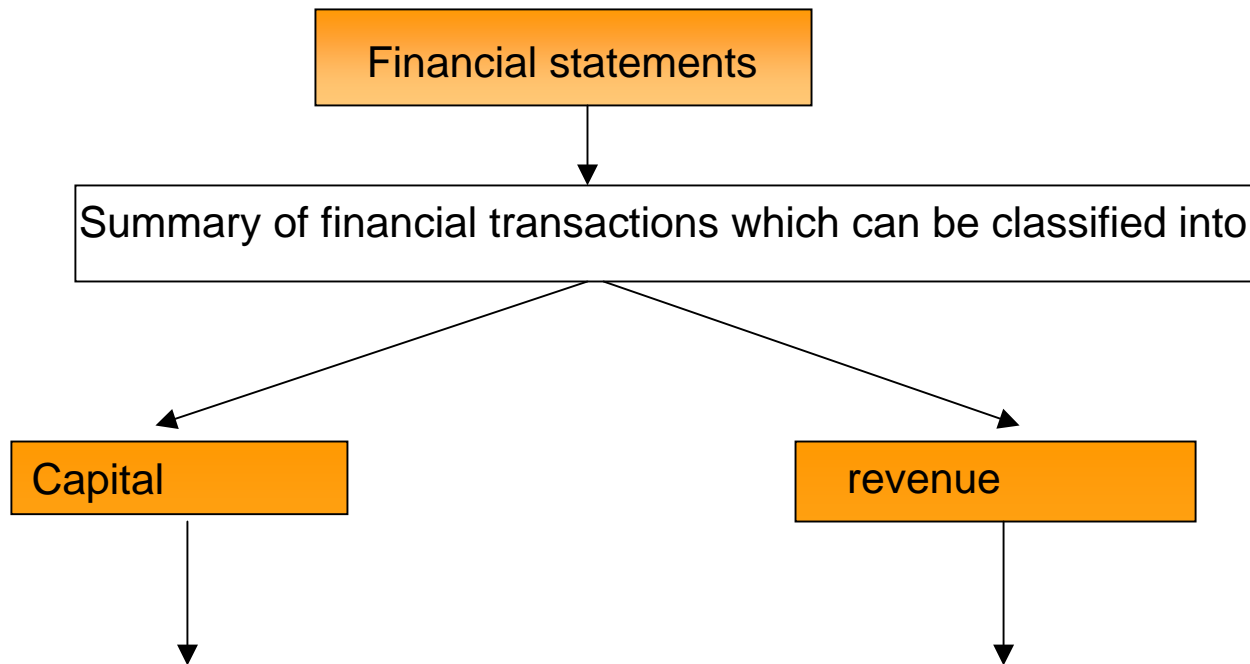 Financial statements
Summary of financial transactions which can be classified into
Capital
revenue